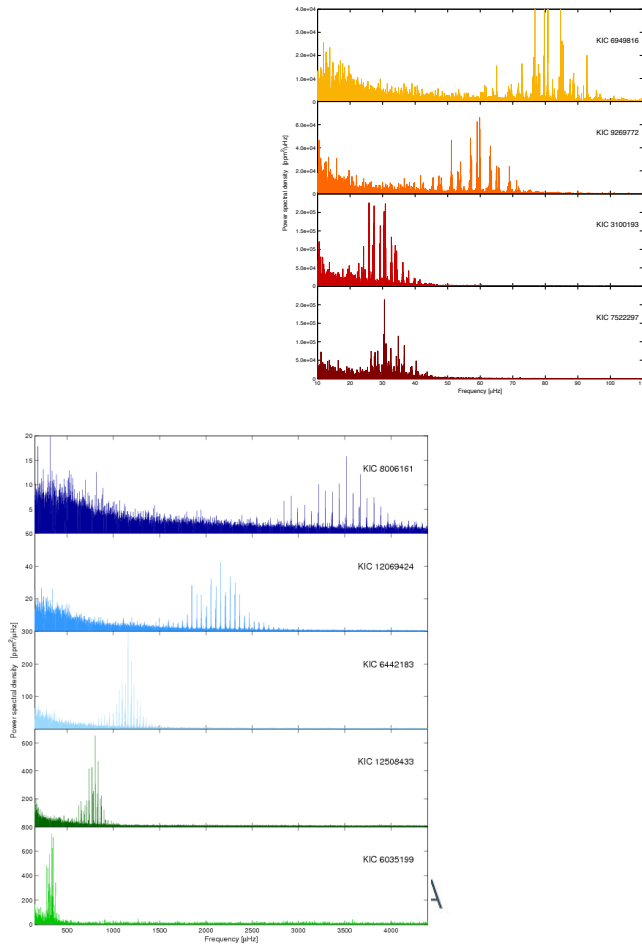 4.0e+04
3.0e+04
2.0e+04
1.0e+04
0
KIC 6949816
6.0e+04
4.0e+04
2.0e+04
0
KIC 9269772
2.0e+05
1.5e+05
1.0e+05
5.0e+04
0
KIC 3100193
2.0e+05
1.5e+05
1.0e+05
5.0e+04
0
KIC 7522297
Power spectral density [ppm²/μHz]
10 20 30 40 50 60 70 80 90 100
Frequency [μHz]
20
15
10
5
KIC 8006161
60
40
20
KIC 12069424
300
200
100
KIC 6442183
600
400
200
KIC 12508433
800
600
400
200
0
KIC 6035199
Power spectral density [ppm²/μHz]
500 1000 1500 2000 2500 3000 3500 4000
Frequency [μHz]